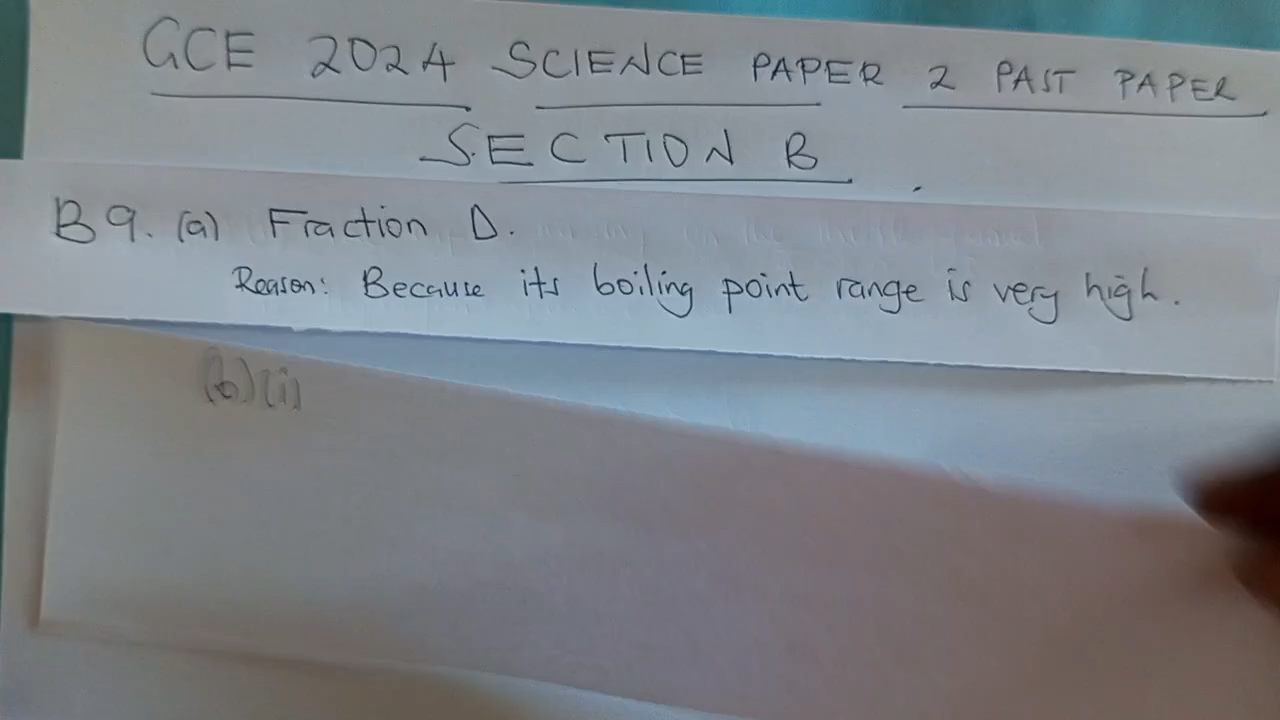 GCE 2024 SCIENCE PAPER 2 PAST PAPER
SECTION B
B9. (a) Fraction D.
Reason: Because its boiling point range is very high.
(b)(i)